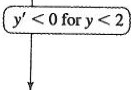 y' < 0 for y < 2